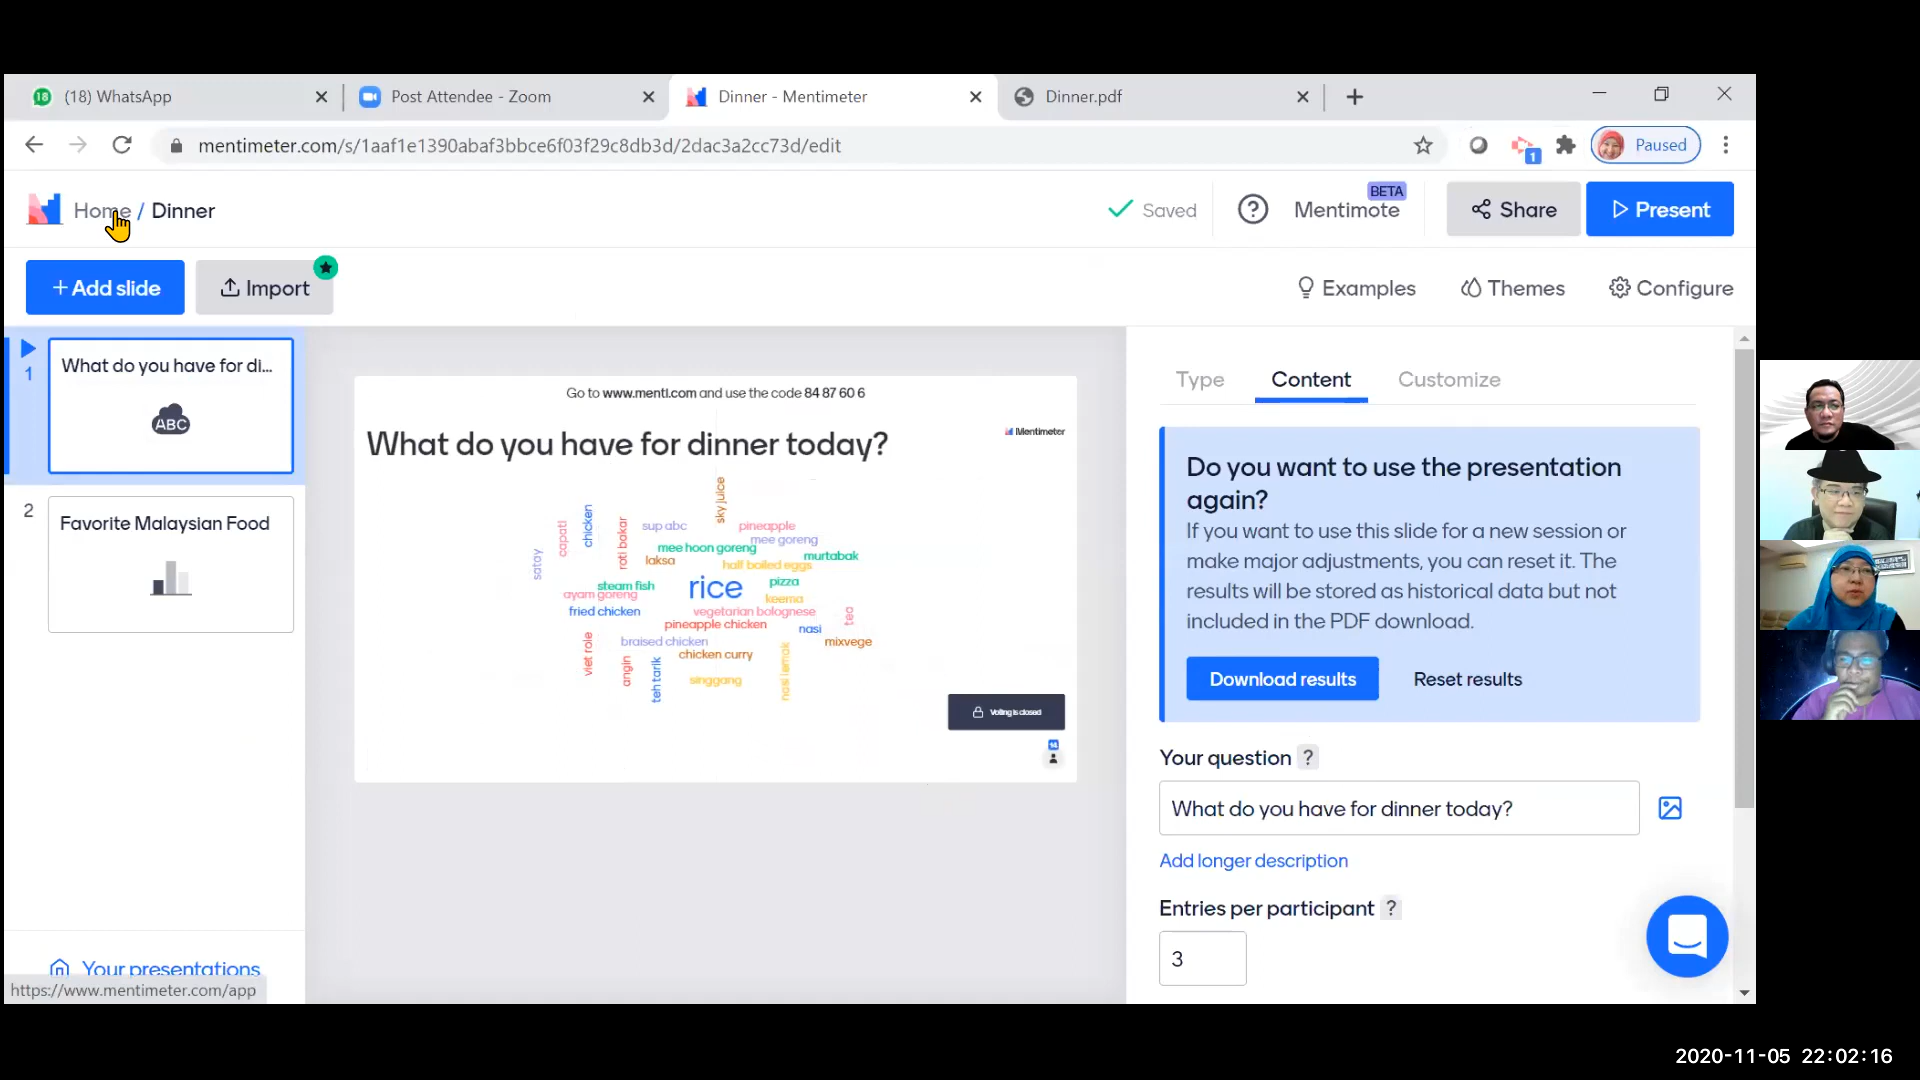 18 (18) WhatsApp
Post Attendee - Zoom
Dinner - Mentimeter
Dinner.pdf
mentimeter.com/s/1aaf1e1390abaf3bbce6f03f29c8db3d/2dac3a2cc73d/edit
1
Paused
Home / Dinner
Saved
?
Mentimote
BETA
Share
Present
+ Add slide
Import
Examples
Themes
Configure
1
What do you have for di...
ABC
2
Favorite Malaysian Food
Your presentations
https://www.mentimeter.com/app
Go to www.menti.com and use the code 84 87 60 6
What do you have for dinner today?
Mentimeter
sky juice
chicken
capati
roti bakar
sup abc
pineapple
mee goreng
satay
mee hoon goreng
murtabak
laksa
half boiled eggs
steam fish
rice
pizza
ayam goreng
keema
fried chicken
vegetarian bolognese
tea
pineapple chicken
nasi
viet role
braised chicken
mixvege
angin
teh tarik
chicken curry
nasi lemak
singgang
Voting is closed
Type
Content
Customize
Do you want to use the presentation
again?
If you want to use this slide for a new session or
make major adjustments, you can reset it. The
results will be stored as historical data but not
included in the PDF download.
Download results
Reset results
Your question ?
What do you have for dinner today?
Add longer description
Entries per participant ?
3
2020-11-05 22:02:16